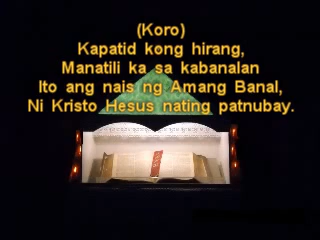 (Koro)
Kapatid kong hirang,
Manatili ka sa kabanalan
Ito ang nais ng Amang Banal,
Ni Kristo Hesus nating patnubay.